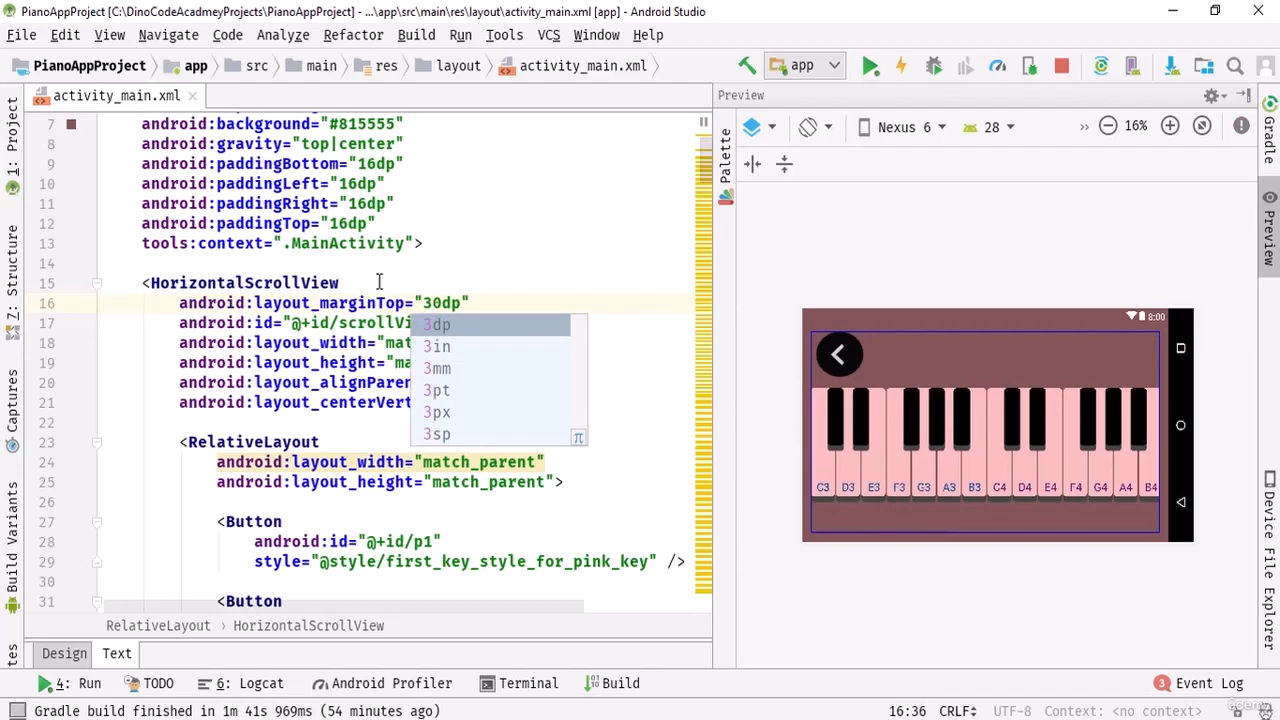 PianoAppProject [C:\DinoCodeAcadmeyProjects\PianoAppProject] - ...\app\src\main\res\layout\activity_main.xml [app] - Android Studio
File Edit View Navigate Code Analyze Refactor Build Run Tools VCS Window Help
PianoAppProject app src main res layout activity_main.xml app
activity_main.xml
Preview
7 android:background="#815555"
8 android:gravity="top|center"
9 android:paddingBottom="16dp"
10 android:paddingLeft="16dp"
11 android:paddingRight="16dp"
12 android:paddingTop="16dp"
13 tools:context=".MainActivity">
14
15 <HorizontalScrollView
16 android:layout_marginTop="30dp"
17 android:id="@+id/scrollVi
18 android:layout_width="mat
19 android:layout_height="ma
20 android:layout_alignParen
21 android:layout_centerVert
22
23 <RelativeLayout
24 android:layout_width="match_parent"
25 android:layout_height="match_parent">
26
27 <Button
28 android:id="@+id/p1"
29 style="@style/first_key_style_for_pink_key" />
30
31 <Button
3dp
3in
3mm
3pt
3px
3sp
π
RelativeLayout HorizontalScrollView
Design Text
1: Project
7: Structure
Captures
Build Variants
Palette
Nexus 6 28 » 16%
8:00
C3 D3 E3 F3 G3 A3 B3 C4 D4 E4 F4 G4 A4 B4
Gradle
Preview
Device File Explorer
4: Run TODO 6: Logcat Android Profiler Terminal Build 3 Event Log
Gradle build finished in 1m 41s 969ms (54 minutes ago) 16:36 CRLF UTF-8 Context: <no context>